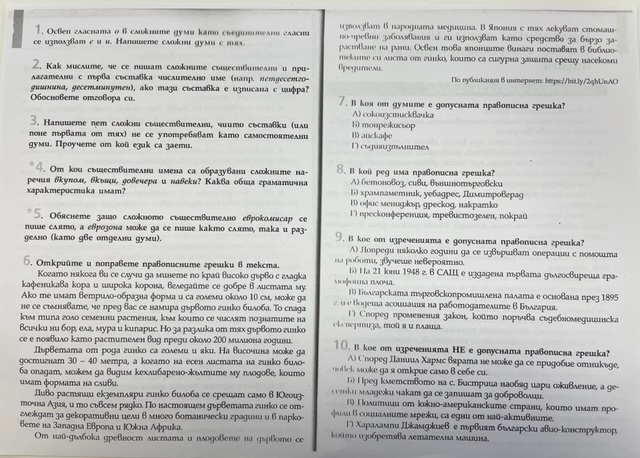 1. Освен гласната о в сложните думи като съединителни гласни
се използват е и и. Напишете сложни думи с тях.
2. Как мислите, че се пишат сложните съществителни и при-
лагателни с първа съставка числително име (напр. петдесетго-
дишнина, десетминутен), ако тази съставка е изписана с цифра?
Обосновете отговора си.
3. Напишете пет сложни съществителни, чиито съставки (или
поне първата от тях) не се употребяват като самостоятелни
думи. Проучете от кой език са заети.
*4. От кои съществителни имена са образувани сложните на-
речия вкупом, вкъщи, довечера и навеки? Каква обща граматична
характеристика имат?
*5. Обяснете защо сложното съществително еврокомисар се
пише слято, а еврозона може да се пише както слято, така и раз-
делно (като две отделни думи).
6. Открийте и поправете правописните грешки в текста.
Когато някога ви се случи да минете по край високо дърво с гладка
кафеникава кора и широка корона, вгледайте се добре в листата му.
Ако те имат ветрило-образна форма и са големи около 10 см, може да
не се съмнявате, че пред вас се намира дървото гинко билоба. То спада
към типа голо семенни растения, към които се числят познатите на
всички ни бор, ела, мура и кипарис. Но за разлика от тях дървото гинко
се е появило като растителен вид преди около 200 милиона години.
Дърветата от рода гинко са големи и яки. На височина може да
достигнат 30 – 40 метра, а когато на есен листата на гинко било-
ба опадат, можем да видим кехлибарено-жълтите му плодове, които
имат формата на сливи.
Диво растящи екземпляри гинко билоба се срещат само в Югоиз-
точна Азия, и то съвсем рядко. По настоящем дърветата гинко се от-
глеждат за декоративни цели в много ботанически градини и в парко-
вете на Западна Европа и Южна Африка.
От най-дълбока древност листата и плодовете на дървото се
използват в народната медицина. В Япония с тях лекуват стомаш-
но-чревни заболявания и ги използват като средство за бързо за-
растване на рани. Освен това японците винаги поставят в библио-
теките си листа от гинко, които са сигурна защита срещу насекоми
вредители.
По публикация в интернет: https://bit.ly/2qhUnAO
7. В коя от думите е допусната правописна грешка?
А) сокоизстисквачка
Б) тонрежисьор
В) айскафе
Г) съдияизпълнител
8. В кой ред има правописна грешка?
А) бетоновоз, сиви, външнотърговски
Б) хрампаметник, уебадрес, Димитровград
В) офис мениджър, дрескод, накратко
Г) пресконференция, тревистозелен, покрай
9. В кое от изреченията е допусната правописна грешка?
А) Допреди няколко години да се извършват операции с помощта
на роботи, звучеше невероятно.
Б) На 21 юни 1948 г. в САЩ е издадена първата дългосвиреща гра-
мофонна плоча.
В) Българската търговскопромишлена палата е основана през 1895
г. и е водеща асоциация на работодателите в България.
Г) Според променения закон, който поръчва съдебномедицинска
експертиза, той я и плаща.
10. В кое от изреченията НЕ е допусната правописна грешка?
А) Според Даниил Хармс вярата не може да се придобие отникъде,
човек може да я открие само в себе си.
Б) Пред кметството на с. Бистрица наобяд цари оживление, а де-
сетки младежи чакат да се запишат за доброволци.
В) Политици от южно-американските страни, които имат про-
фили в социалните мрежи, са едни от най-активните.
Г) Харалампи Джамджиев е първият български авио-конструктор,
който изобретява летателна машина.